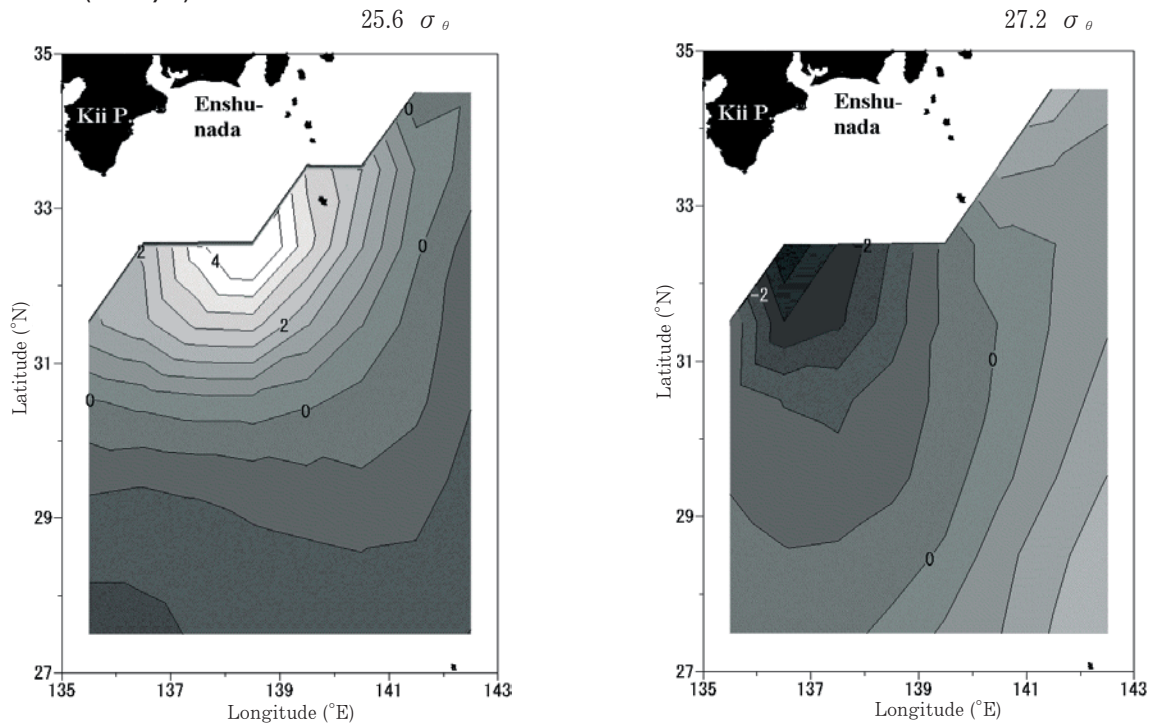 25.6 σ θ
35
33
31
29
27
Latitude (°N)
Kii P.
Enshu-
nada
0
2
4
0
2
0
0
135
137
139
141
143
Longitude (°E)
27.2 σ θ
35
33
31
29
27
Latitude (°N)
Kii P.
Enshu-
nada
-2
-2
0
0
135
137
139
141
143
Longitude (°E)